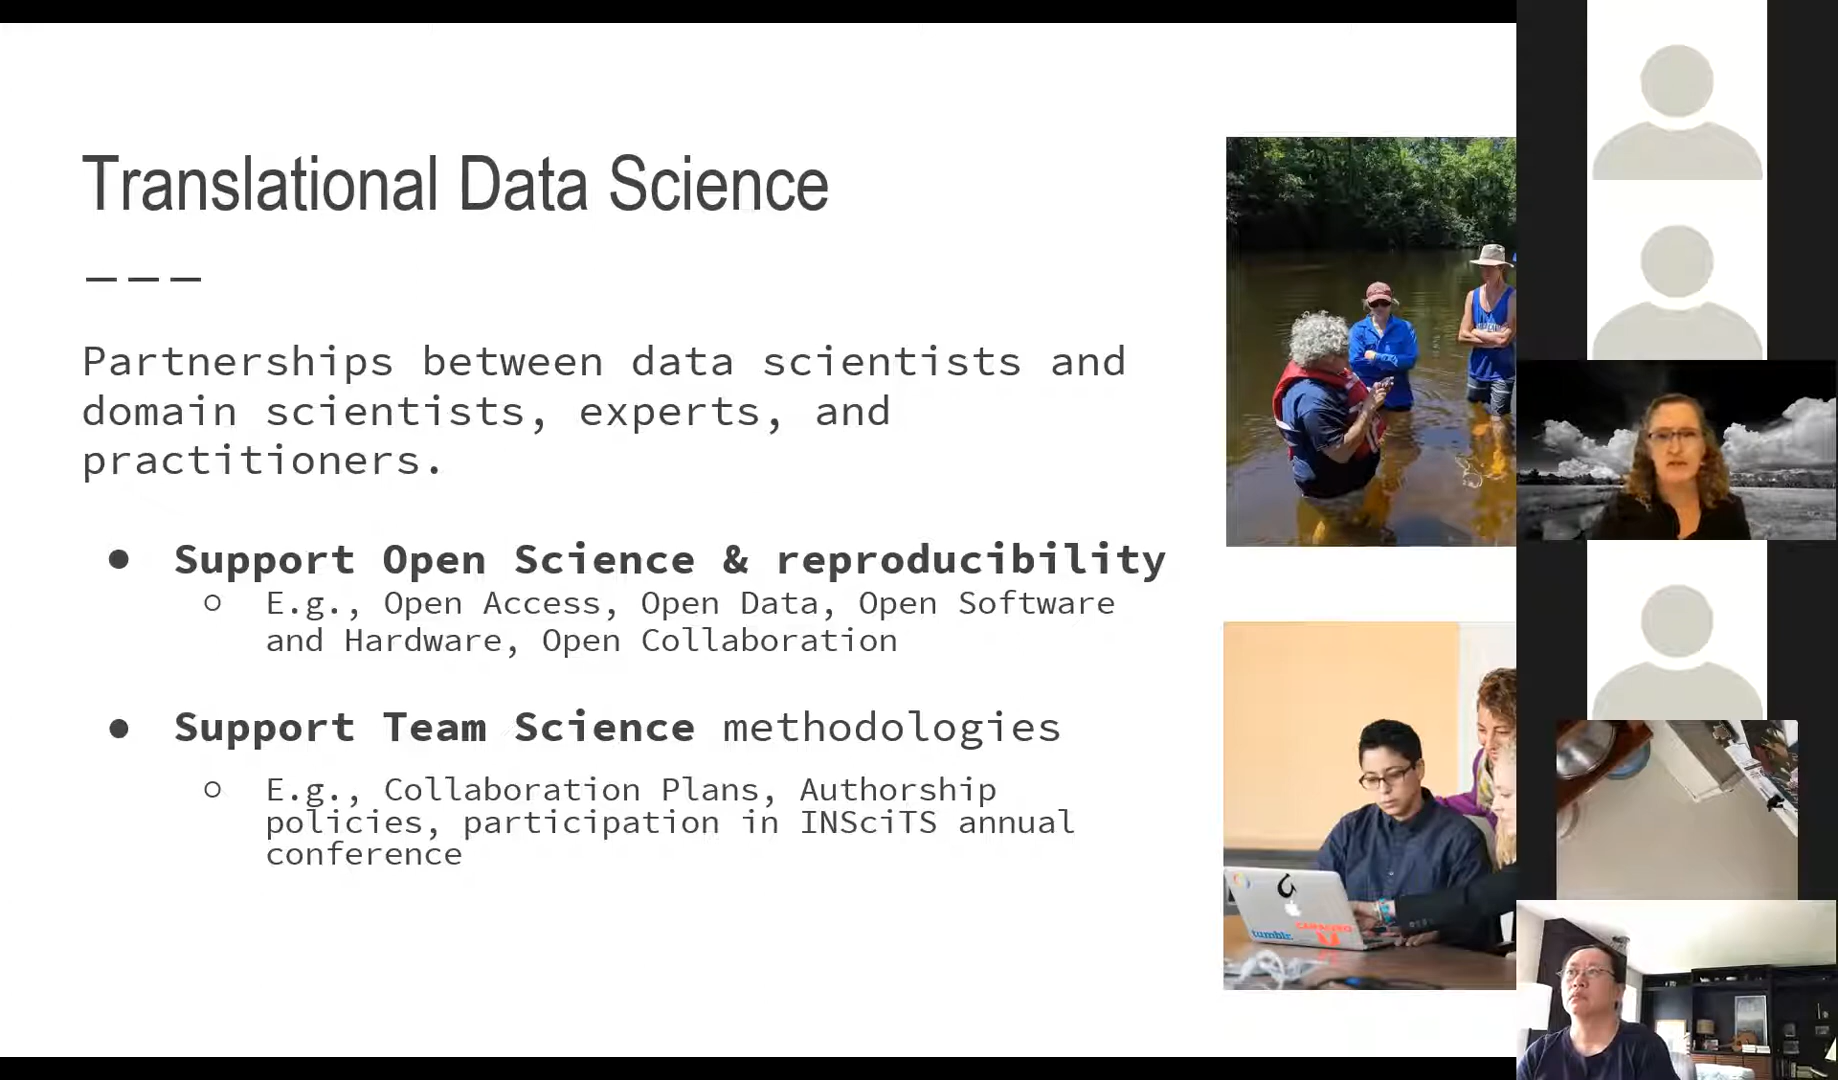 Translational Data Science
Partnerships between data scientists and
domain scientists, experts, and
practitioners.
● Support Open Science & reproducibility
○ E.g., Open Access, Open Data, Open Software
and Hardware, Open Collaboration
● Support Team Science methodologies
○ E.g., Collaboration Plans, Authorship
policies, participation in INSciTS annual
conference
tumblr.